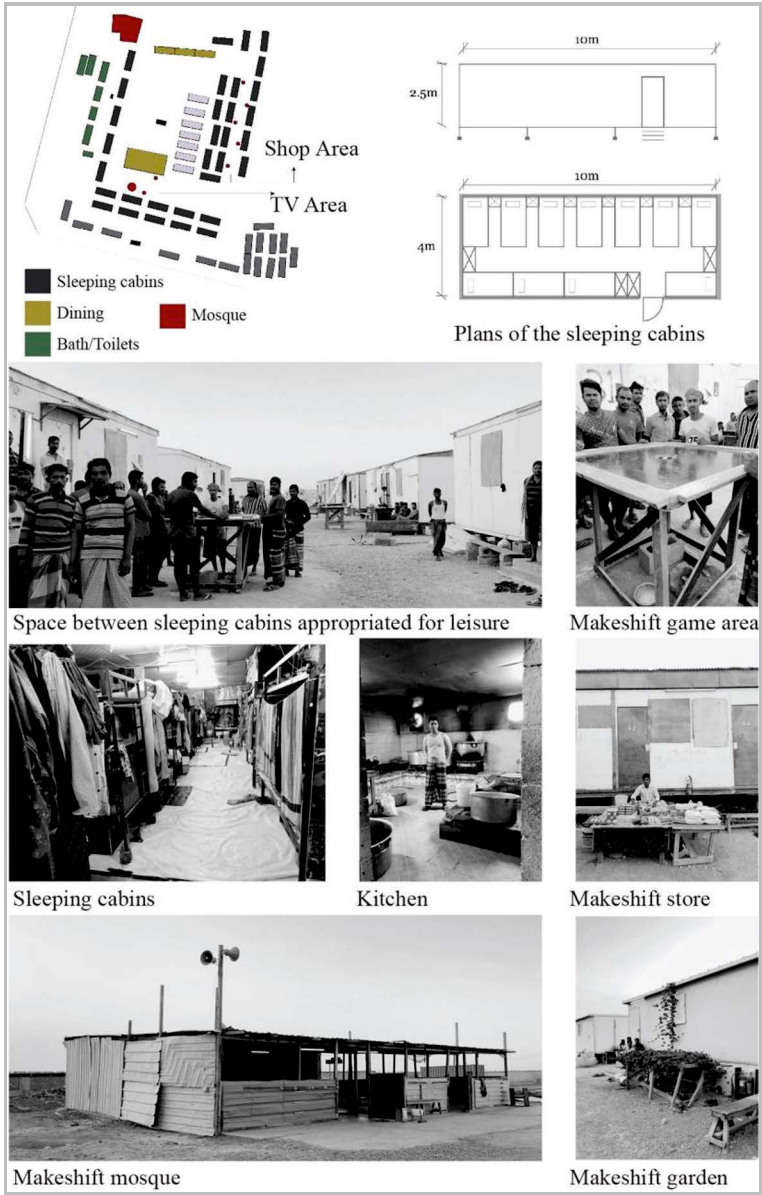 10m
2.5m
Shop Area
TV Area
10m
4m
Sleeping cabins
Dining
Mosque
Bath/Toilets
Plans of the sleeping cabins
Space between sleeping cabins appropriated for leisure
Makeshift game area
Sleeping cabins
Kitchen
Makeshift store
Makeshift mosque
Makeshift garden